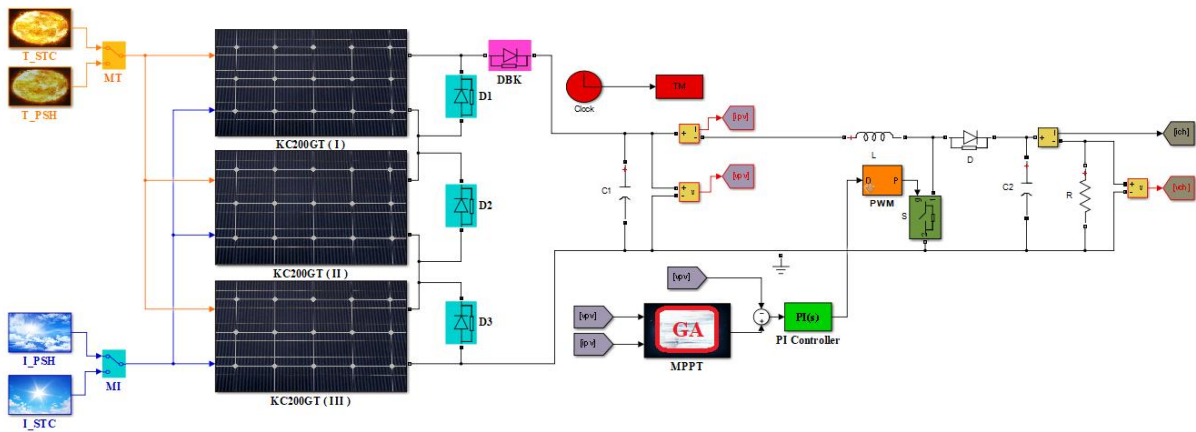 T_STC
MT
T_PSH
KC200GT ( I )
D1
DBK
Clock
TM
[ipv]
+
-
I
L
D
[ich]
KC200GT ( II )
D2
C1
[vpv]
+
-
v
D
P
PWM
S
g
1
C2
R
[vch]
+
-
v
KC200GT ( III )
D3
[vpv]
[vpv]
[ipv]
GA
MPPT
PI(s)
PI Controller
I_PSH
MI
I_STC